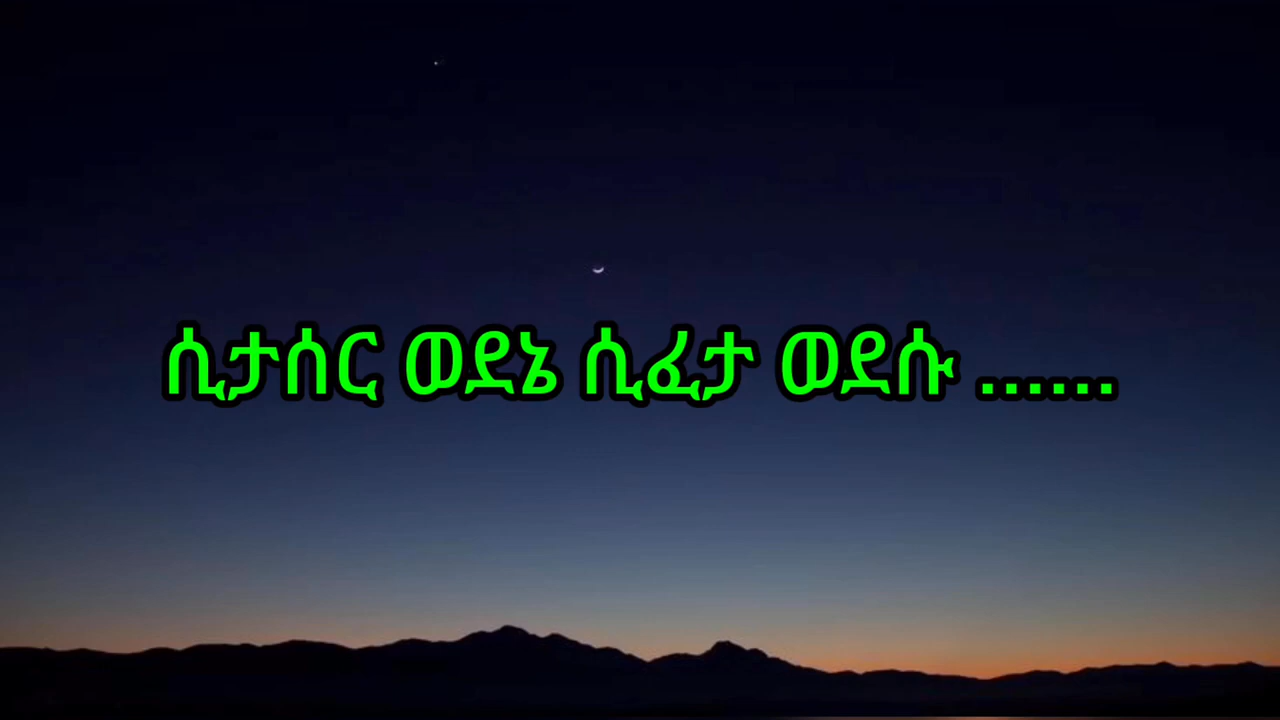 ሲታሰር ወደኔ ሲፈታ ወደሱ ......